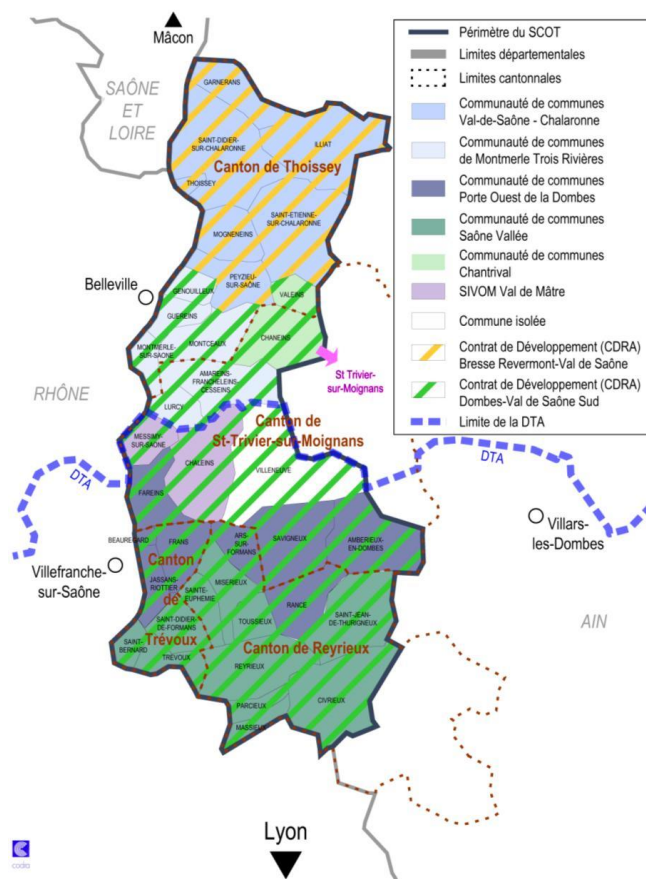 Mâcon
SAÔNE
ET
LOIRE
GARNERANS
SAINT-DIDIER-
SUR-CHALARONNE
ILLIAT
Canton de Thoissey
THOISSEY
SAINT-ETIENNE-
SUR-CHALARONNE
MOGNENEINS
PEYZIEU-
SUR-SAÔNE
Belleville
GENOUILLEUX
VALEINS
GUEREINS
MONTMERLE-
SUR-SAONE
MONTCEAUX
CHANEINS
St Trivier
sur-Moignans
AMAREINS-
FRANCHELEINS-
CESSEINS
RHÔNE
LURCY
Canton de
St-Trivier-sur-Moignans
MESSIMY-
SUR-SAONE
CHALEINS
VILLENEUVE
DTA
DTA
FAREINS
Villars-
les-Dombes
BEAUREGARD
FRANS
ARS-
SUR-
FORMANS
SAVIGNEUX
AMBERIEUX-
EN-DOMBES
Villefranche-
sur-Saône
Canton
de
Trévoux
JASSANS-
RIOTTIER
MISERIEUX
SAINTE-
EUPHEMIE
RANCE
SAINT-JEAN-
DE-THURIGNEUX
TOUSSIEUX
SAINT-DIDIER-
DE-FORMANS
AIN
SAINT-
BERNARD
TRÉVOUX
Canton de Reyrieux
REYRIEUX
PARCIEUX
CIVRIEUX
MASSIEUX
Lyon
codra
Périmètre du SCOT
Limites départementales
Limites cantonnales
Communauté de communes
Val-de-Saône - Chalaronne
Communauté de communes
de Montmerle Trois Rivières
Communauté de communes
Porte Ouest de la Dombes
Communauté de communes
Saône Vallée
Communauté de communes
Chantrival
SIVOM Val de Mâtre
Commune isolée
Contrat de Développement (CDRA)
Bresse Revermont-Val de Saône
Contrat de Développement (CDRA)
Dombes-Val de Saône Sud
Limite de la DTA